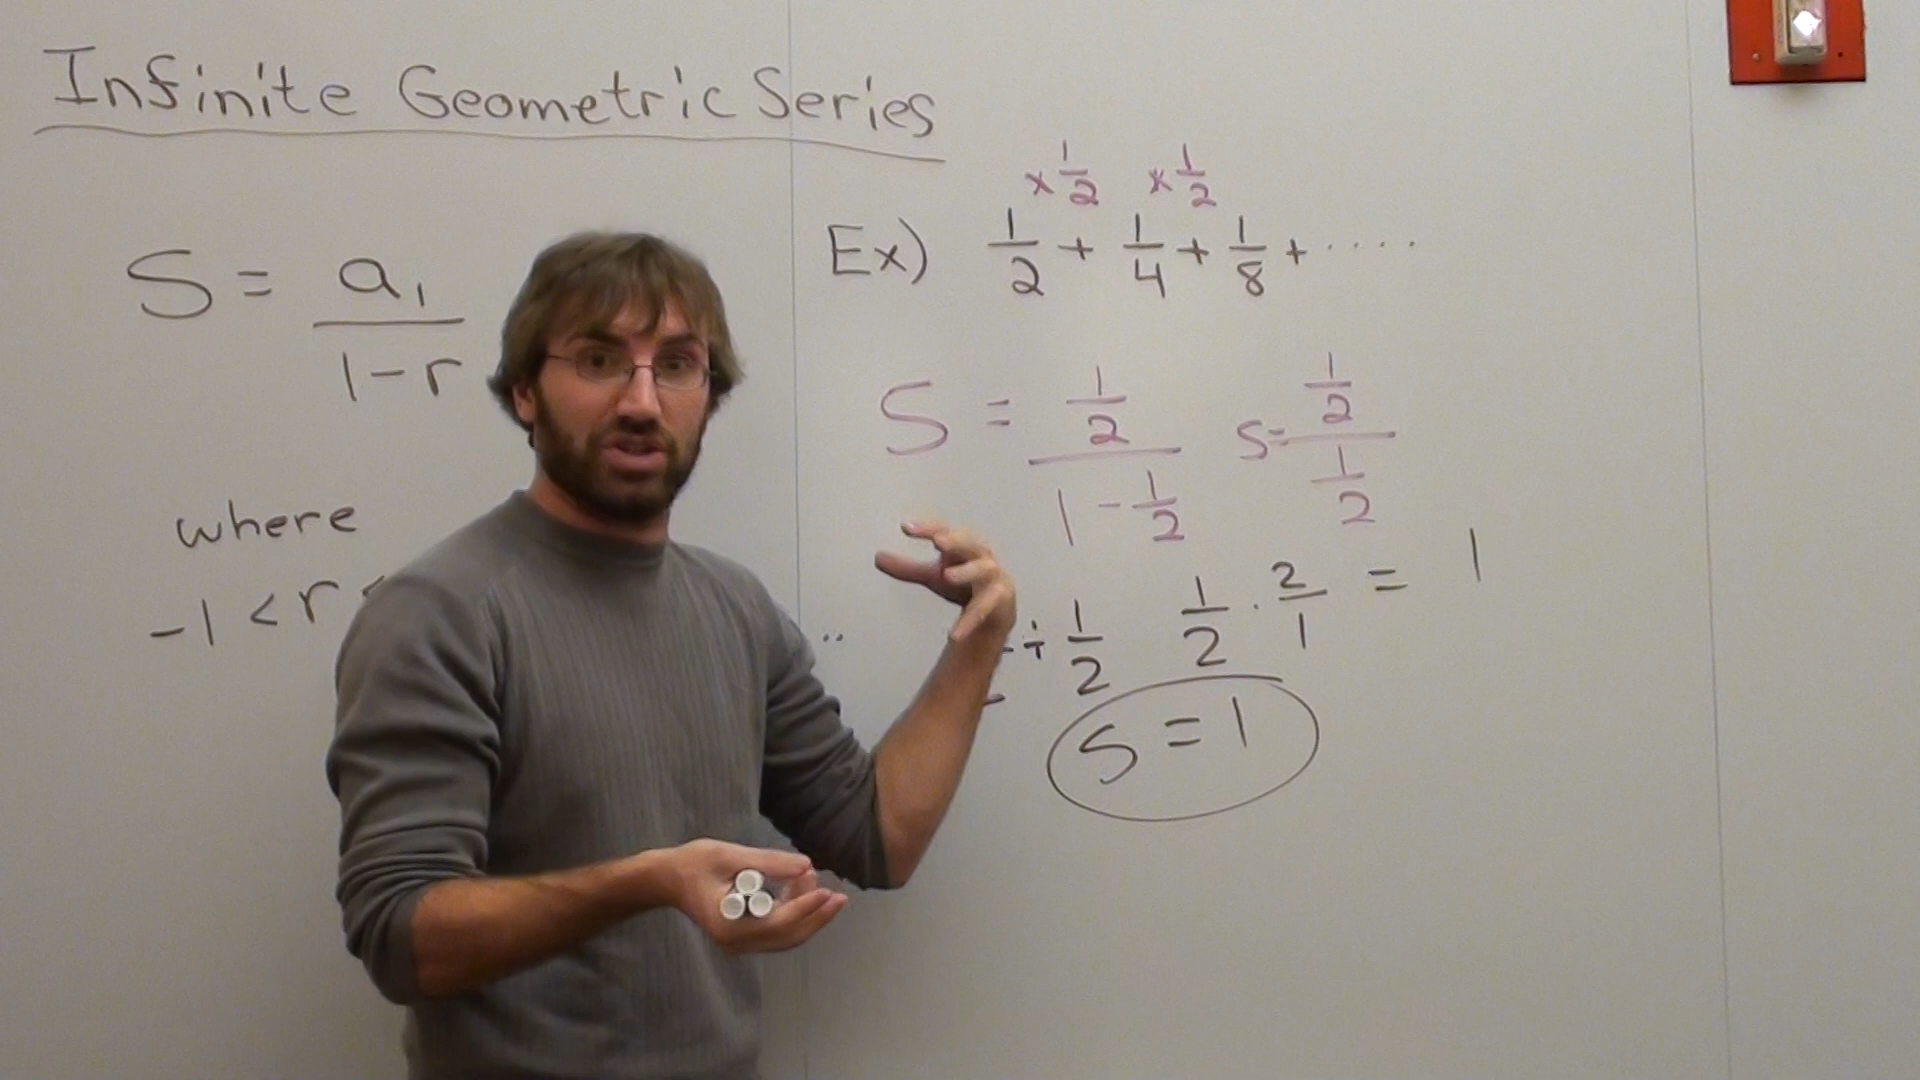 Infinite Geometric Series
S = a₁/(1-r)
where
-1 < r <
×1/2 ×1/2
Ex) 1/2 + 1/4 + 1/8 + .....
S = (1/2)/(1 - 1/2) S = (1/2)/(1/2)
÷ 1/2 1/2 · 2/1 = 1
S = 1